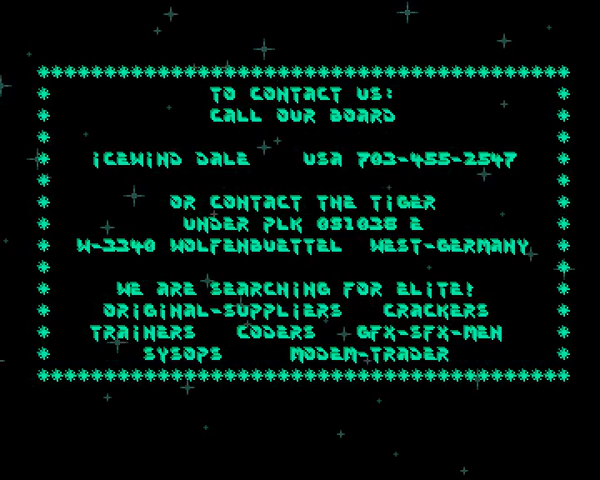 TO CONTACT US:
CALL OUR BOARD
iCEWiND DALE USA 703-455-2547
OR CONTACT THE TiGER
UNDER PLK 051038 E
W-3340 WOLFENBUETTEL WEST-GERMANY
WE ARE SEARCHiNG FOR ELiTE!
ORiGiNAL-SUPPLiERS CRACKERS
TRAiNERS CODERS GFX-SFX-MEN
SYSOPS MODEM-TRADER